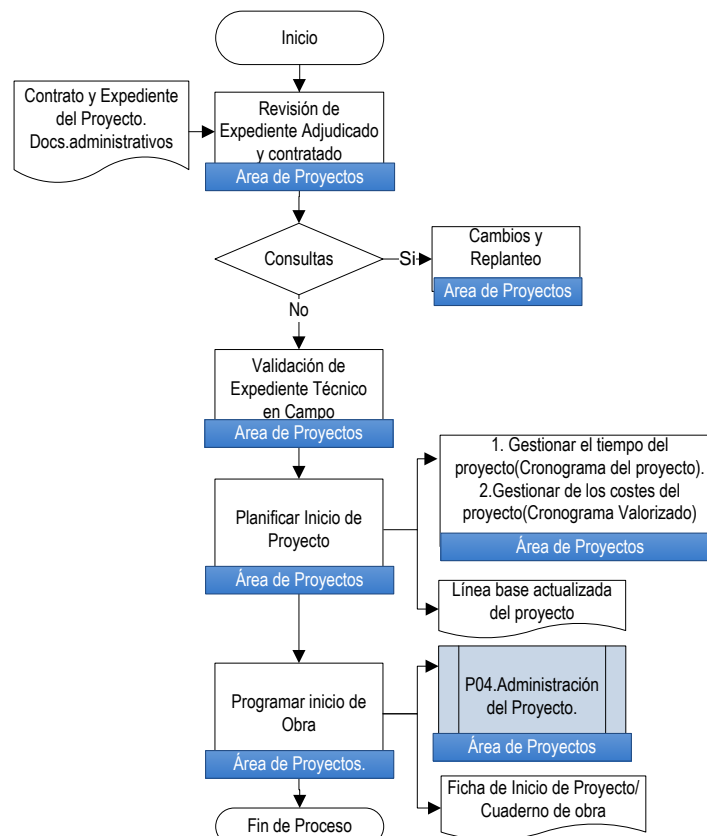 Inicio
Contrato y Expediente
del Proyecto.
Docs.administrativos
Revisión de
Expediente Adjudicado
y contratado
Area de Proyectos
Consultas
Si
Cambios y
Replanteo
Area de Proyectos
No
Validación de
Expediente Técnico
en Campo
Area de Proyectos
1. Gestionar el tiempo del
proyecto(Cronograma del proyecto).
2.Gestionar de los costes del
proyecto(Cronograma Valorizado)
Área de Proyectos
Planificar Inicio de
Proyecto
Área de Proyectos
Línea base actualizada
del proyecto
P04.Administración
del Proyecto.
Área de Proyectos
Programar inicio de
Obra
Área de Proyectos.
Ficha de Inicio de Proyecto/
Cuaderno de obra
Fin de Proceso